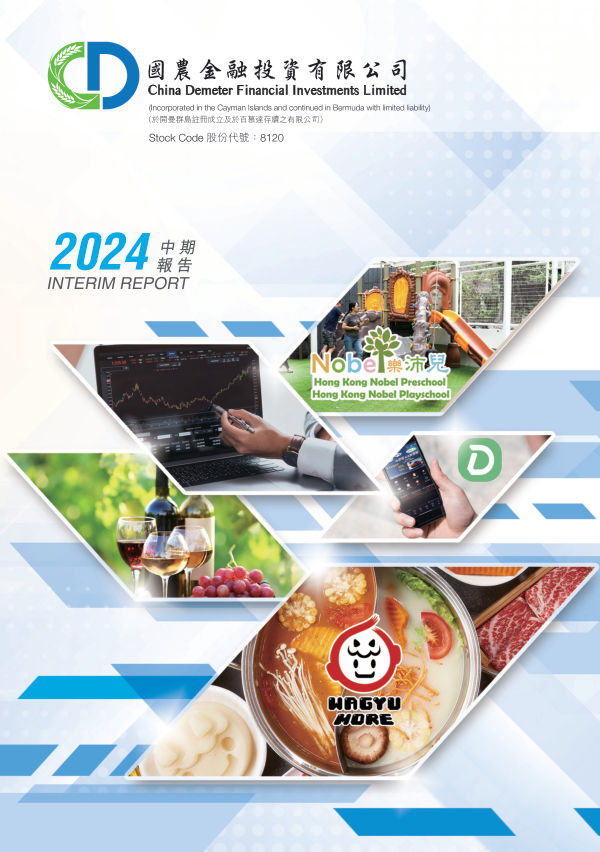 國農金融投資有限公司
China Demeter Financial Investments Limited
(Incorporated in the Cayman Islands and continued in Bermuda with limited liability)
(於開曼群島註冊成立及於百慕達存續之有限公司)
Stock Code 股份代號：8120
2024 中期
報告
INTERIM REPORT
Nobel 樂沛兒
Hong Kong Nobel Preschool
Hong Kong Nobel Playschool
D
WAGYU
MORE